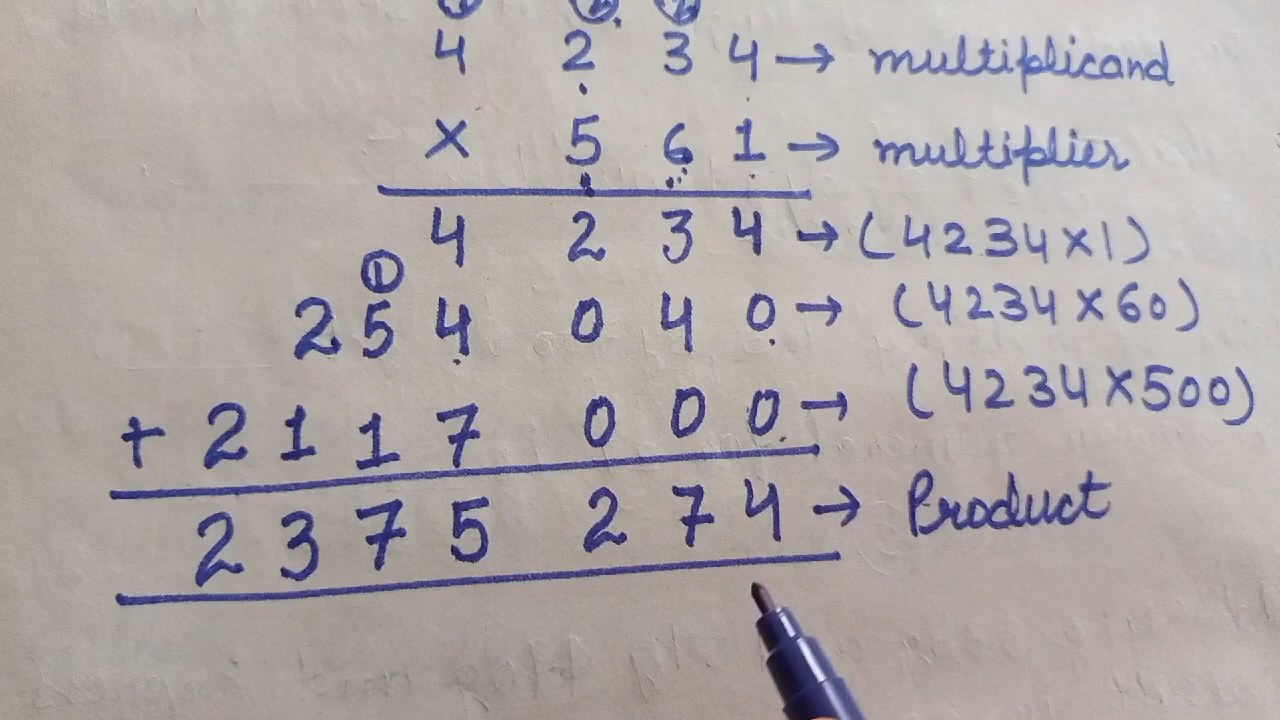 4 2 3 4 → multiplicand
× 5 6 1 → multiplier
4 2 3 4 → (4234×1)
①
2 5 4 0 4 0 → (4234×60)
+ 2 1 1 7 0 0 0 → (4234×500)
2 3 7 5 2 7 4 → Product